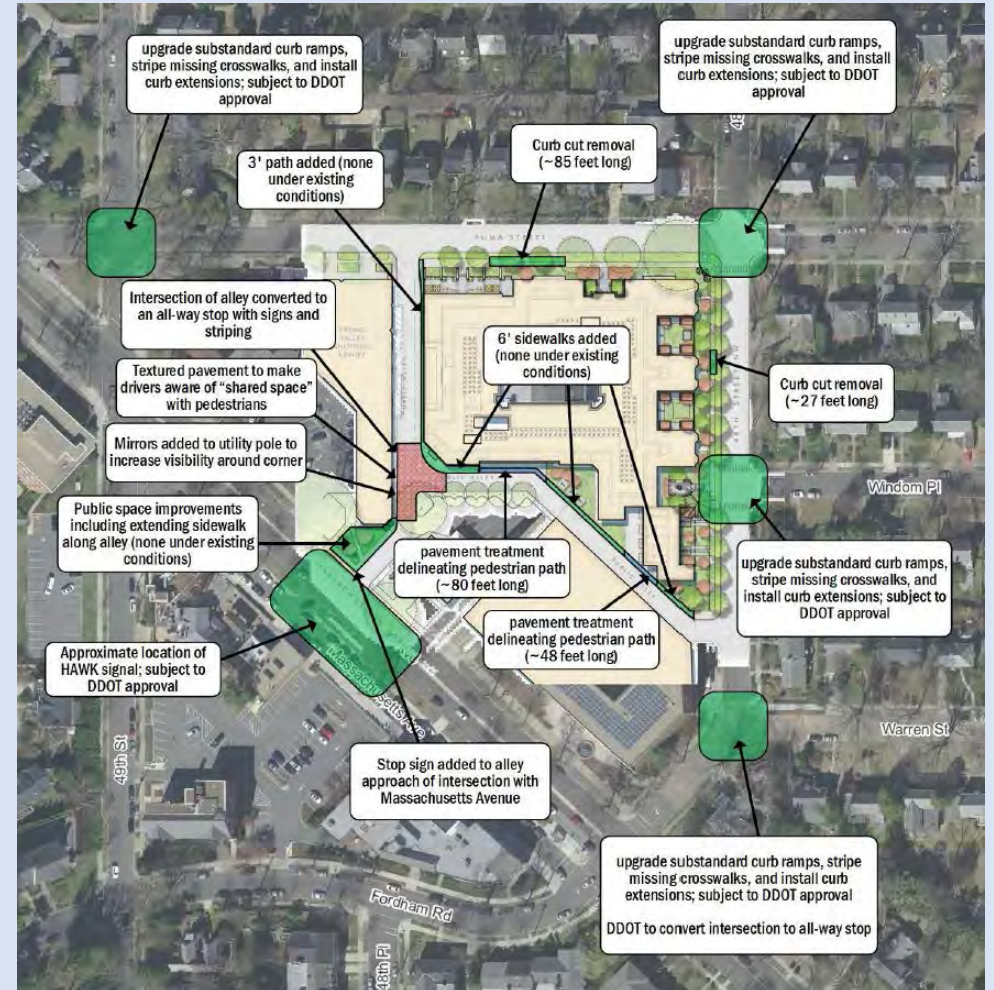 upgrade substandard curb ramps,
stripe missing crosswalks, and install
curb extensions; subject to DDOT
approval
upgrade substandard curb ramps,
stripe missing crosswalks, and install
curb extensions; subject to DDOT
approval
48
Curb cut removal
(~85 feet long)
3' path added (none
under existing
conditions)
YUMA STREET
Intersection of alley converted to
an all-way stop with signs and
striping
6' sidewalks added
(none under existing
conditions)
Textured pavement to make
drivers aware of "shared space"
with pedestrians
Curb cut removal
(~27 feet long)
48TH STREET
Mirrors added to utility pole to
increase visibility around corner
Windom Pl
Public space improvements
including extending sidewalk
along alley (none under existing
conditions)
pavement treatment
delineating pedestrian path
(~80 feet long)
upgrade substandard curb ramps,
stripe missing crosswalks, and
install curb extensions; subject to
DDOT approval
pavement treatment
delineating pedestrian path
(~48 feet long)
Approximate location of
HAWK signal; subject to
DDOT approval
Massachusetts Ave
Warren St
49th St
Stop sign added to alley
approach of intersection with
Massachusetts Avenue
upgrade substandard curb ramps, stripe
missing crosswalks, and install curb
extensions; subject to DDOT approval
DDOT to convert intersection to all-way stop
Fordham Rd
48th Pl